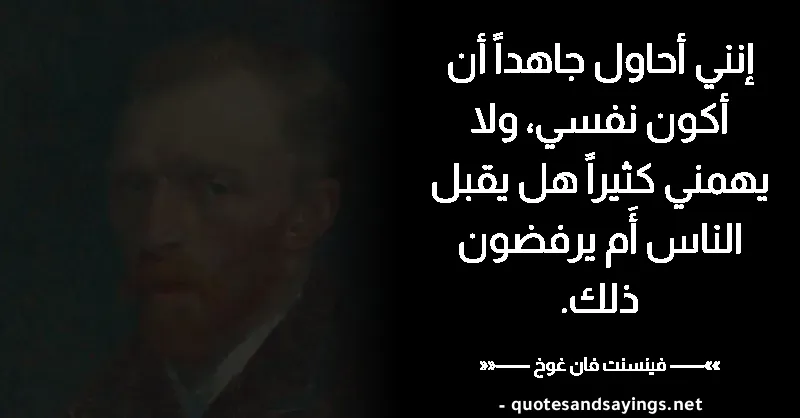 إنني أحاول جاهداً أن
أكون نفسي، ولا
يهمني كثيراً هل يقبل
الناس أَم يرفضون
ذلك.
»»—— فينسنت فان غوخ ——««
- quotesandsayings.net